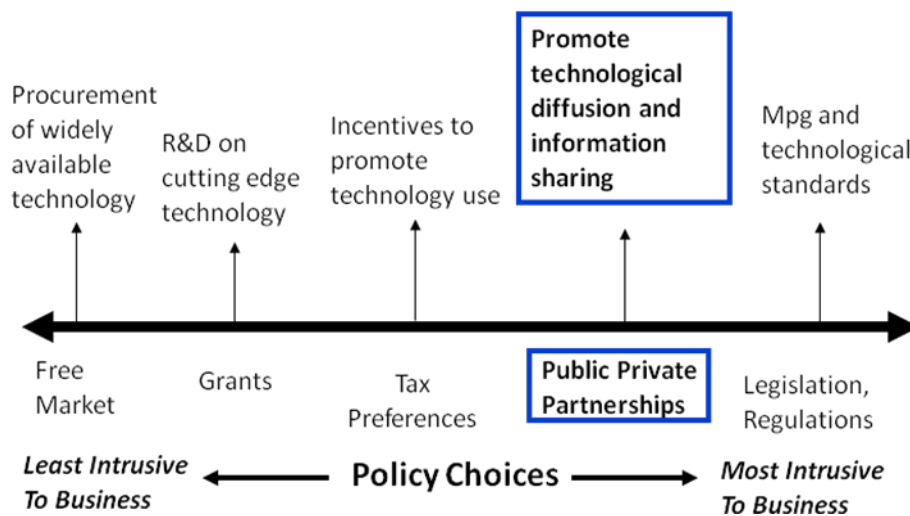 Procurement
of widely
available
technology
R&D on
cutting edge
technology
Incentives to
promote
technology use
Promote
technological
diffusion and
information
sharing
Mpg and
technological
standards
Free
Market
Grants
Tax
Preferences
Public Private
Partnerships
Legislation,
Regulations
Least Intrusive
To Business
Policy Choices
Most Intrusive
To Business